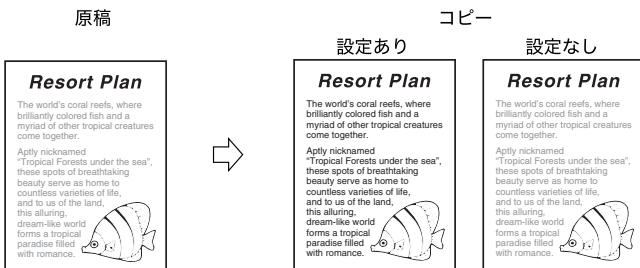 原稿
コピー
設定あり
設定なし
Resort Plan
The world's coral reefs, where
brilliantly colored fish and a
myriad of other tropical creatures
come together.
Aptly nicknamed
“Tropical Forests under the sea”,
these spots of breathtaking
beauty serve as home to
countless varieties of life,
and to us of the land,
this alluring,
dream-like world
forms a tropical
paradise filled
with romance.
Resort Plan
The world's coral reefs, where
brilliantly colored fish and a
myriad of other tropical creatures
come together.
Aptly nicknamed
“Tropical Forests under the sea”,
these spots of breathtaking
beauty serve as home to
countless varieties of life,
and to us of the land,
this alluring,
dream-like world
forms a tropical
paradise filled
with romance.
Resort Plan
The world's coral reefs, where
brilliantly colored fish and a
myriad of other tropical creatures
come together.
Aptly nicknamed
“Tropical Forests under the sea”,
these spots of breathtaking
beauty serve as home to
countless varieties of life,
and to us of the land,
this alluring,
dream-like world
forms a tropical
paradise filled
with romance.